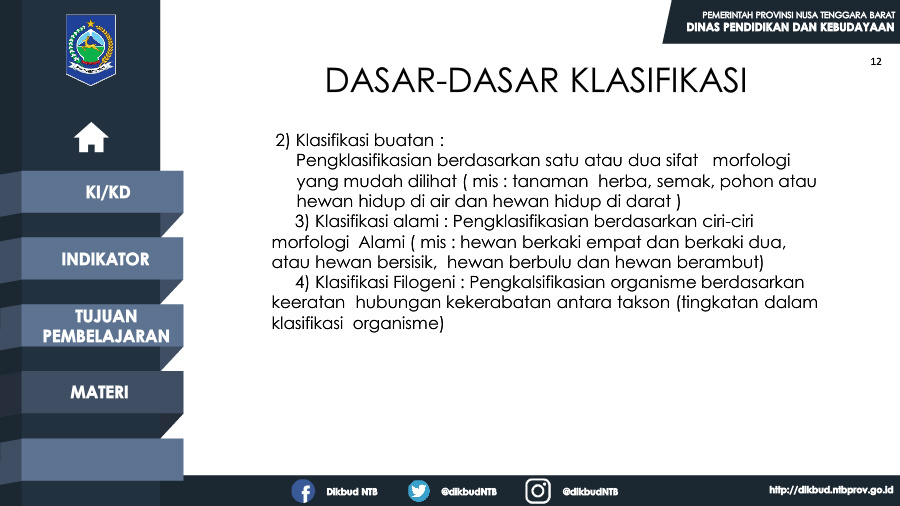 PEMERINTAH PROVINSI NUSA TENGGARA BARAT
DINAS PENDIDIKAN DAN KEBUDAYAAN
12
DASAR-DASAR KLASIFIKASI
2) Klasifikasi buatan :
Pengklasifikasian berdasarkan satu atau dua sifat morfologi
yang mudah dilihat ( mis : tanaman herba, semak, pohon atau
hewan hidup di air dan hewan hidup di darat )
3) Klasifikasi alami : Pengklasifikasian berdasarkan ciri-ciri
morfologi Alami ( mis : hewan berkaki empat dan berkaki dua,
atau hewan bersisik, hewan berbulu dan hewan berambut)
4) Klasifikasi Filogeni : Pengkalsifikasian organisme berdasarkan
keeratan hubungan kekerabatan antara takson (tingkatan dalam
klasifikasi organisme)
KI/KD
INDIKATOR
TUJUAN
PEMBELAJARAN
MATERI
Dikbud NTB
@dikbudNTB
@dikbudNTB
http://dikbud.ntbprov.go.id